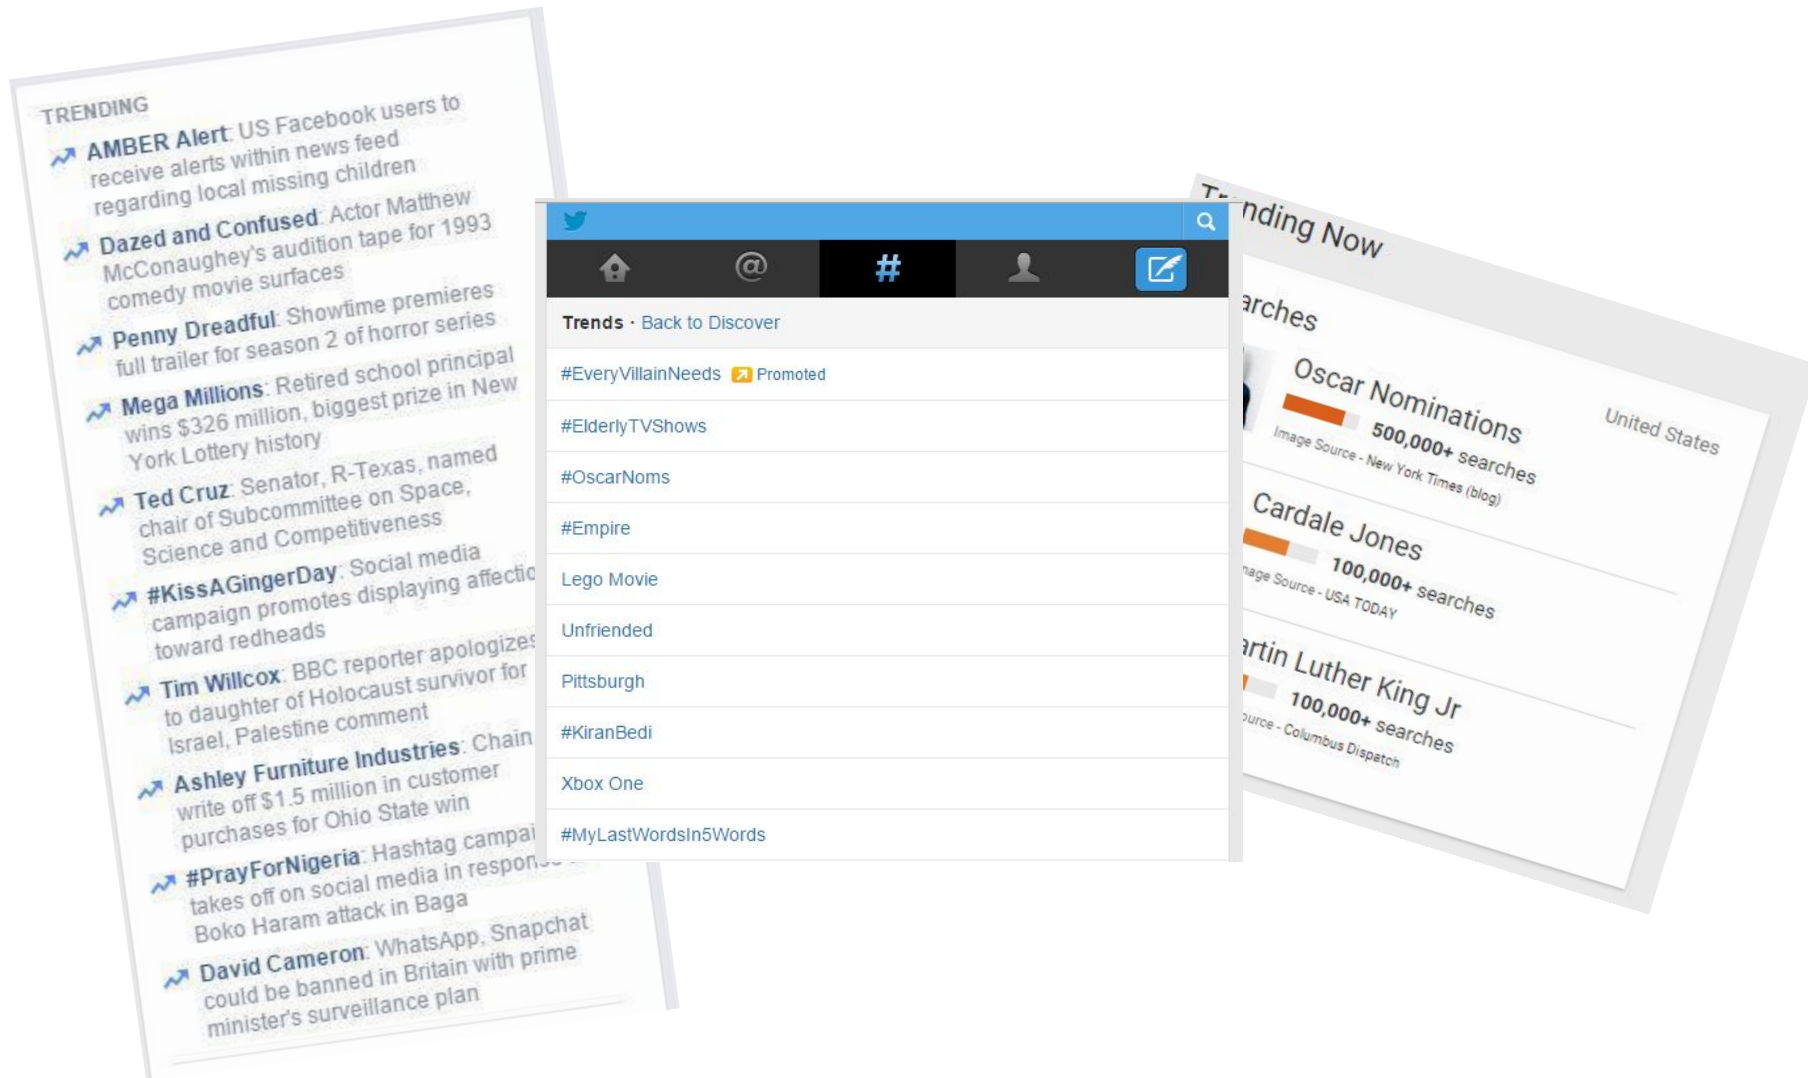 TRENDING
AMBER Alert: US Facebook users to
receive alerts within news feed
regarding local missing children
Dazed and Confused: Actor Matthew
McConaughey's audition tape for 1993
comedy movie surfaces
Penny Dreadful: Showtime premieres
full trailer for season 2 of horror series
Mega Millions: Retired school principal
wins $326 million, biggest prize in New
York Lottery history
Ted Cruz: Senator, R-Texas, named
chair of Subcommittee on Space,
Science and Competitiveness
#KissAGingerDay: Social media
campaign promotes displaying affectio
toward redheads
Tim Willcox: BBC reporter apologizes
to daughter of Holocaust survivor for
Israel, Palestine comment
Ashley Furniture Industries: Chain
write off $1.5 million in customer
purchases for Ohio State win
#PrayForNigeria: Hashtag campai
takes off on social media in respons
Boko Haram attack in Baga
David Cameron: WhatsApp, Snapchat
could be banned in Britain with prime
minister's surveillance plan
@ #
Trends · Back to Discover
#EveryVillainNeeds Promoted
#ElderlyTVShows
#OscarNoms
#Empire
Lego Movie
Unfriended
Pittsburgh
#KiranBedi
Xbox One
#MyLastWordsIn5Words
Trending Now
arches
United States
Oscar Nominations
500,000+ searches
Image Source - New York Times (blog)
Cardale Jones
100,000+ searches
mage Source - USA TODAY
artin Luther King Jr
100,000+ searches
ource - Columbus Dispatch